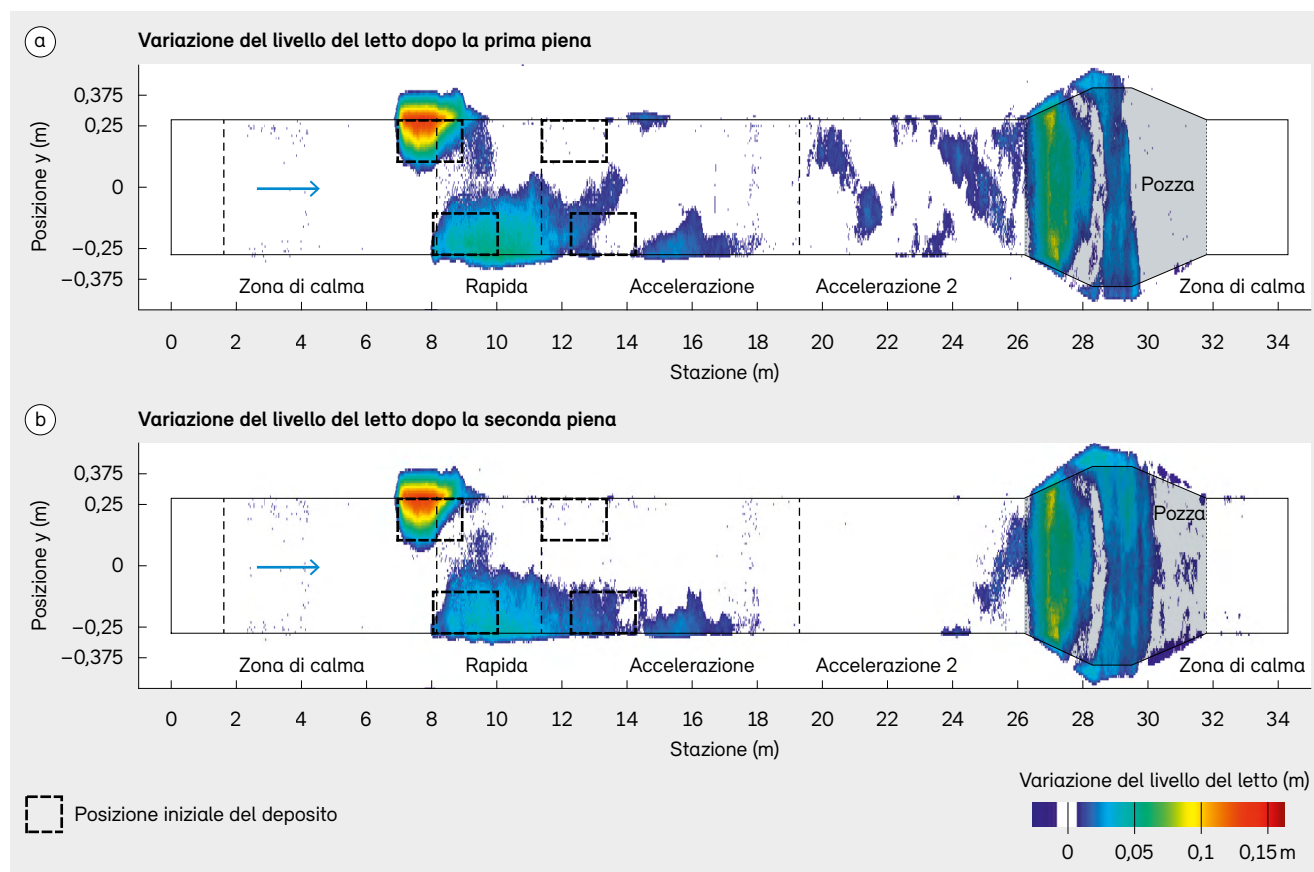 a
Variazione del livello del letto dopo la prima piena
Posizione y (m)
0,375
0,25
0
−0,25
−0,375
Pozza
Zona di calma Rapida Accelerazione Accelerazione 2 Zona di calma
0 2 4 6 8 10 12 14 16 18 20 22 24 26 28 30 32 34
Stazione (m)
b
Variazione del livello del letto dopo la seconda piena
Posizione y (m)
0,375
0,25
0
−0,25
−0,375
Pozza
Zona di calma Rapida Accelerazione Accelerazione 2 Zona di calma
0 2 4 6 8 10 12 14 16 18 20 22 24 26 28 30 32 34
Stazione (m)
Posizione iniziale del deposito
Variazione del livello del letto (m)
0 0,05 0,1 0,15 m